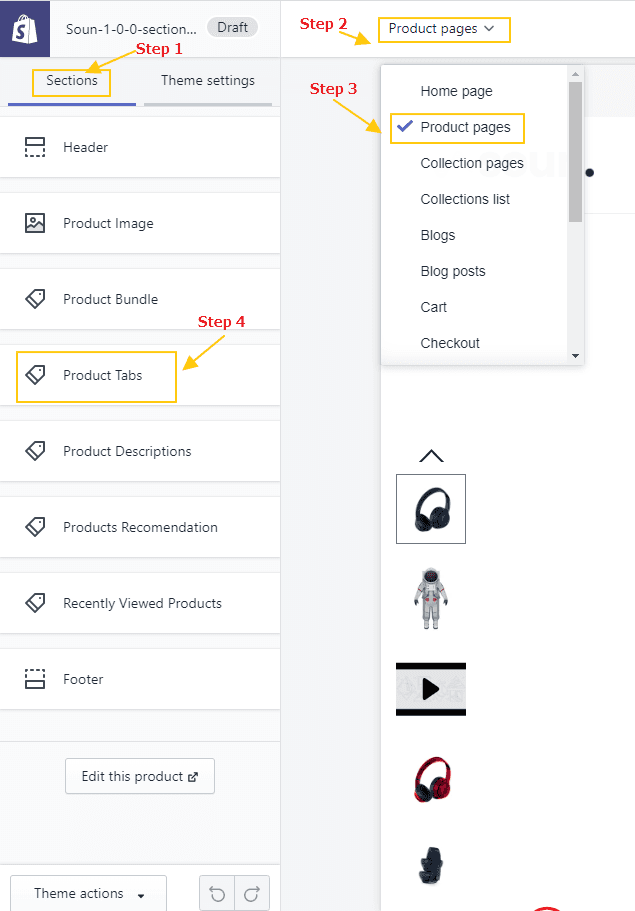 Soun-1-0-0-section...
Draft
Step 1
Step 2
Product pages
Sections
Theme settings
Step 3
Home page
Product pages
Collection pages
Collections list
Blogs
Blog posts
Cart
Checkout
Header
Product Image
Product Bundle
Step 4
Product Tabs
Product Descriptions
Products Recomendation
Recently Viewed Products
Footer
Edit this product
Theme actions